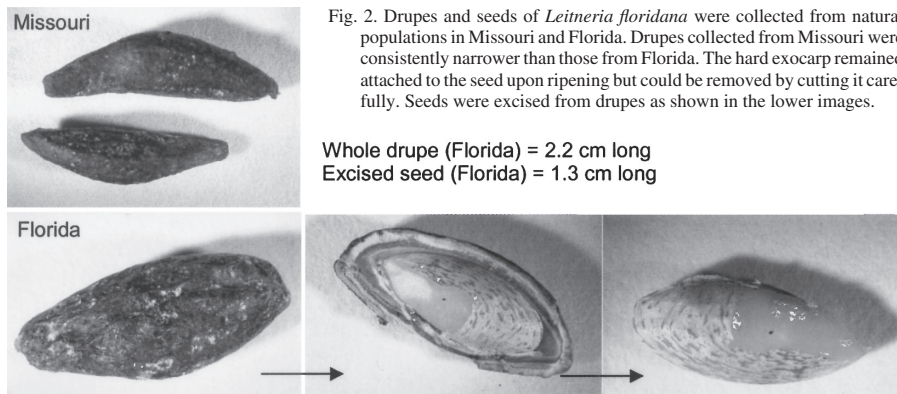 Missouri
Fig. 2. Drupes and seeds of Leitneria floridana were collected from natura
populations in Missouri and Florida. Drupes collected from Missouri wer
consistently narrower than those from Florida. The hard exocarp remaine
attached to the seed upon ripening but could be removed by cutting it care
fully. Seeds were excised from drupes as shown in the lower images.
Whole drupe (Florida) = 2.2 cm long
Excised seed (Florida) = 1.3 cm long
Florida